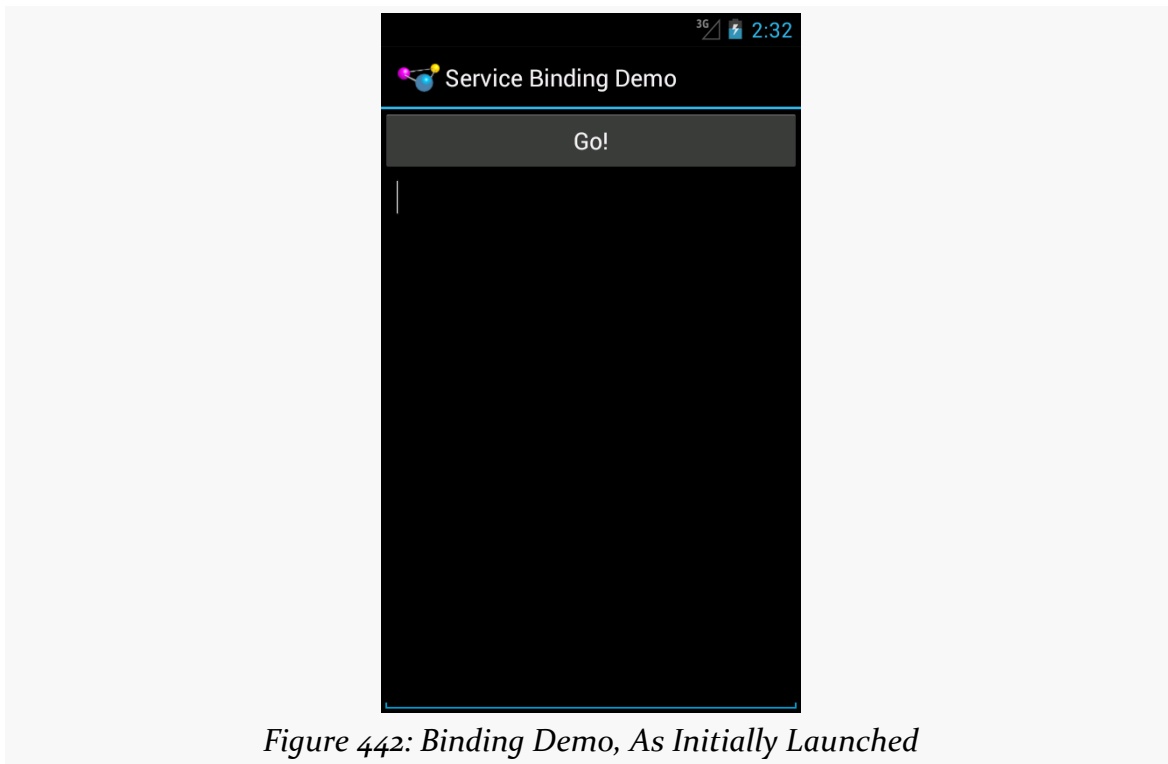 3G 2:32
Service Binding Demo
Go!
Figure 442: Binding Demo, As Initially Launched